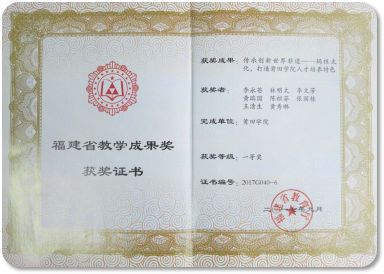 福建省教学成果奖
获奖证书
获奖成果：传承创新世界非遗——妈祖文
化，打造莆田学院人才培养特色
获奖者：李永苍 林明太 李文芳
黄瑞国 陈祖芬 张国栋
王清生 黄秀琳
完成单位：莆田学院
获奖等级：一等奖
证书编号：2017G040-6